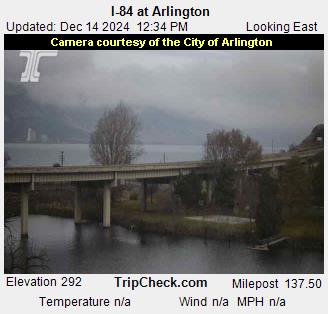 I-84 at Arlington
Updated: Dec 14 2024 12:34 PM Looking East
Camera courtesy of the City of Arlington
Elevation 292 TripCheck.com Milepost 137.50
Temperature n/a Wind n/a MPH n/a